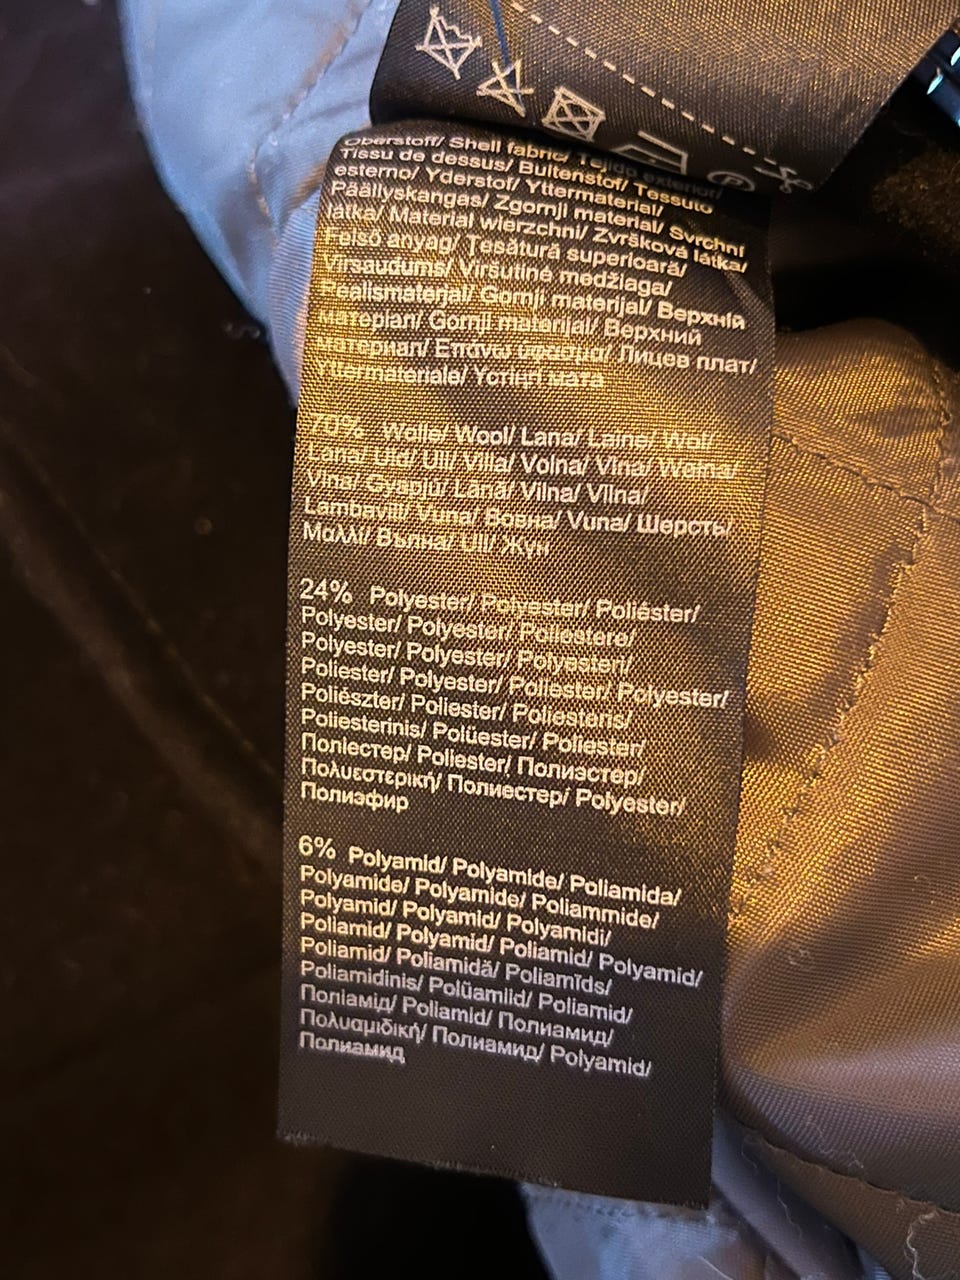 Oberstoff/ Shell fabric/ Tejido exterior/
Tissu de dessus/ Buitenstof/ Tessuto
esterno/ Yderstof/ Yttermaterial/
Päällyskangas/ Zgornji material/ Svrchní
látka/ Materiał wierzchni/ Zvršková látka/
Felső anyag/ Țesătură superioară/
Virsaudums/ Viršutinė medžiaga/
Pealismaterjal/ Gornji materijal/ Верхній
матеріал/ Gornji materijal/ Верхний
материал/ Επάνω ύφασμα/ Лицев плат/
Yttermateriale/ Үстіңгі мата
70% Wolle/ Wool/ Lana/ Laine/ Wol/
Lana/ Uld/ Ull/ Villa/ Volna/ Vlna/ Wełna/
Vlna/ Gyapjú/ Lână/ Vilna/ Vilna/
Lambavill/ Vuna/ Вовна/ Vuna/ Шерсть/
Μαλλί/ Вълна/ Ull/ Жүн
24% Polyester/ Polyester/ Poliéster/
Polyester/ Polyester/ Poliestere/
Polyester/ Polyester/ Polyesteri/
Poliester/ Polyester/ Poliester/ Polyester/
Poliészter/ Poliester/ Poliesteris/
Poliesterinis/ Polüester/ Poliester/
Поліестер/ Poliester/ Полиэстер/
Πολυεστερική/ Полиестер/ Polyester/
Полиэфир
6% Polyamid/ Polyamide/ Poliamida/
Polyamide/ Polyamide/ Poliammide/
Polyamid/ Polyamid/ Polyamidi/
Poliamid/ Polyamid/ Poliamid/ Polyamid/
Poliamid/ Poliamidă/ Poliamīds/
Poliamidinis/ Polüamiid/ Poliamid/
Поліамід/ Poliamid/ Полиамид/
Πολυαμιδική/ Полиамид/ Polyamid/
Полиамид